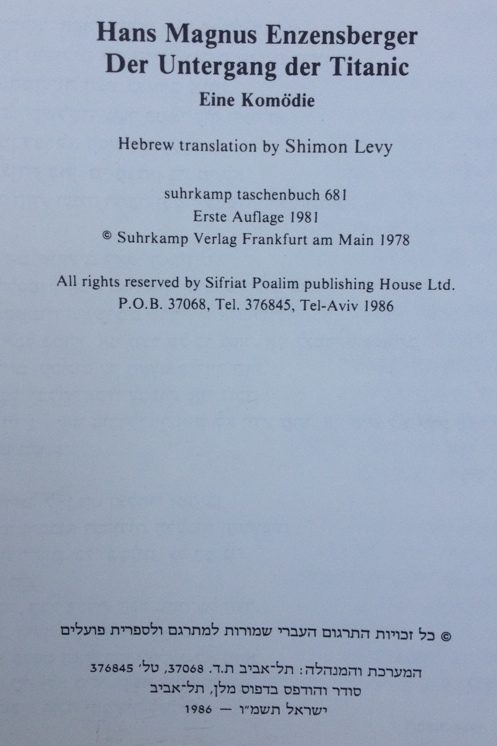 Hans Magnus Enzensberger
Der Untergang der Titanic
Eine Komödie
Hebrew translation by Shimon Levy
suhrkamp taschenbuch 681
Erste Auflage 1981
© Suhrkamp Verlag Frankfurt am Main 1978
All rights reserved by Sifriat Poalim publishing House Ltd.
P.O.B. 37068, Tel. 376845, Tel-Aviv 1986
© כל זכויות התרגום העברי שמורות למתרגם ולספרית פועלים
המערכת והמנהלה: תל־אביב ת.ד. 37068, טל׳ 376845
סודר והודפס בדפוס מלן, תל־אביב
ישראל תשמ״ו — 1986